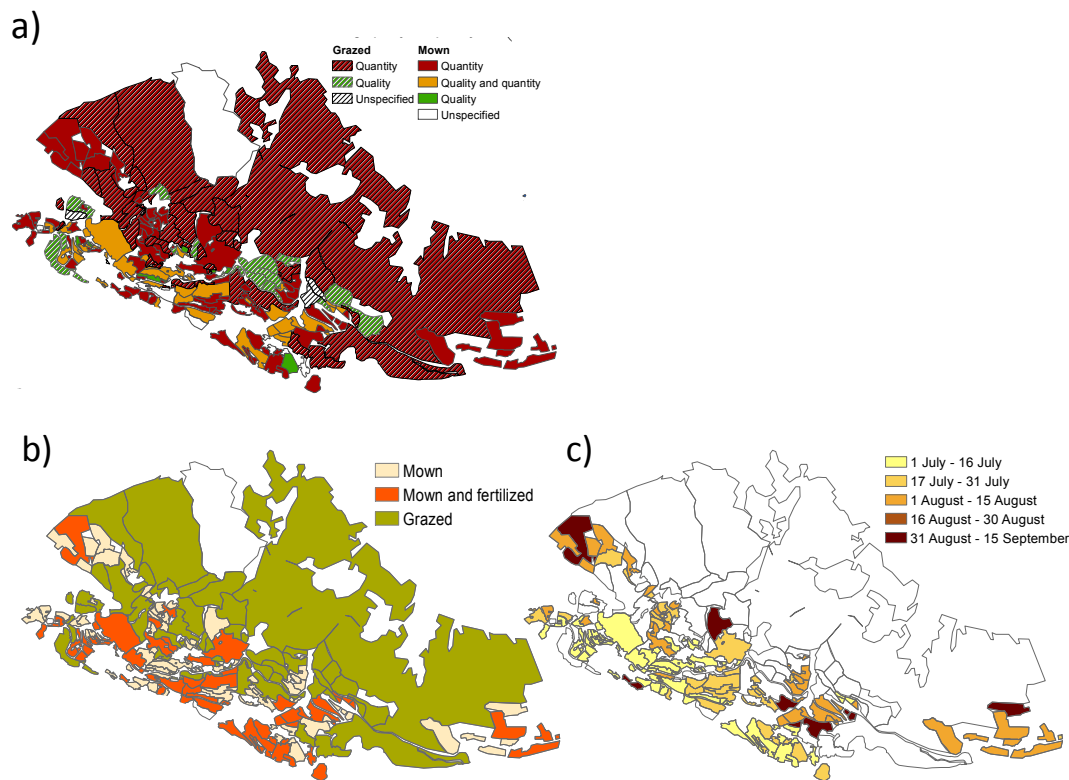 a)
Grazed Mown
Quantity Quantity
Quality Quality and quantity
Unspecified Quality
Unspecified
b)
Mown
Mown and fertilized
Grazed
c)
1 July - 16 July
17 July - 31 July
1 August - 15 August
16 August - 30 August
31 August - 15 September